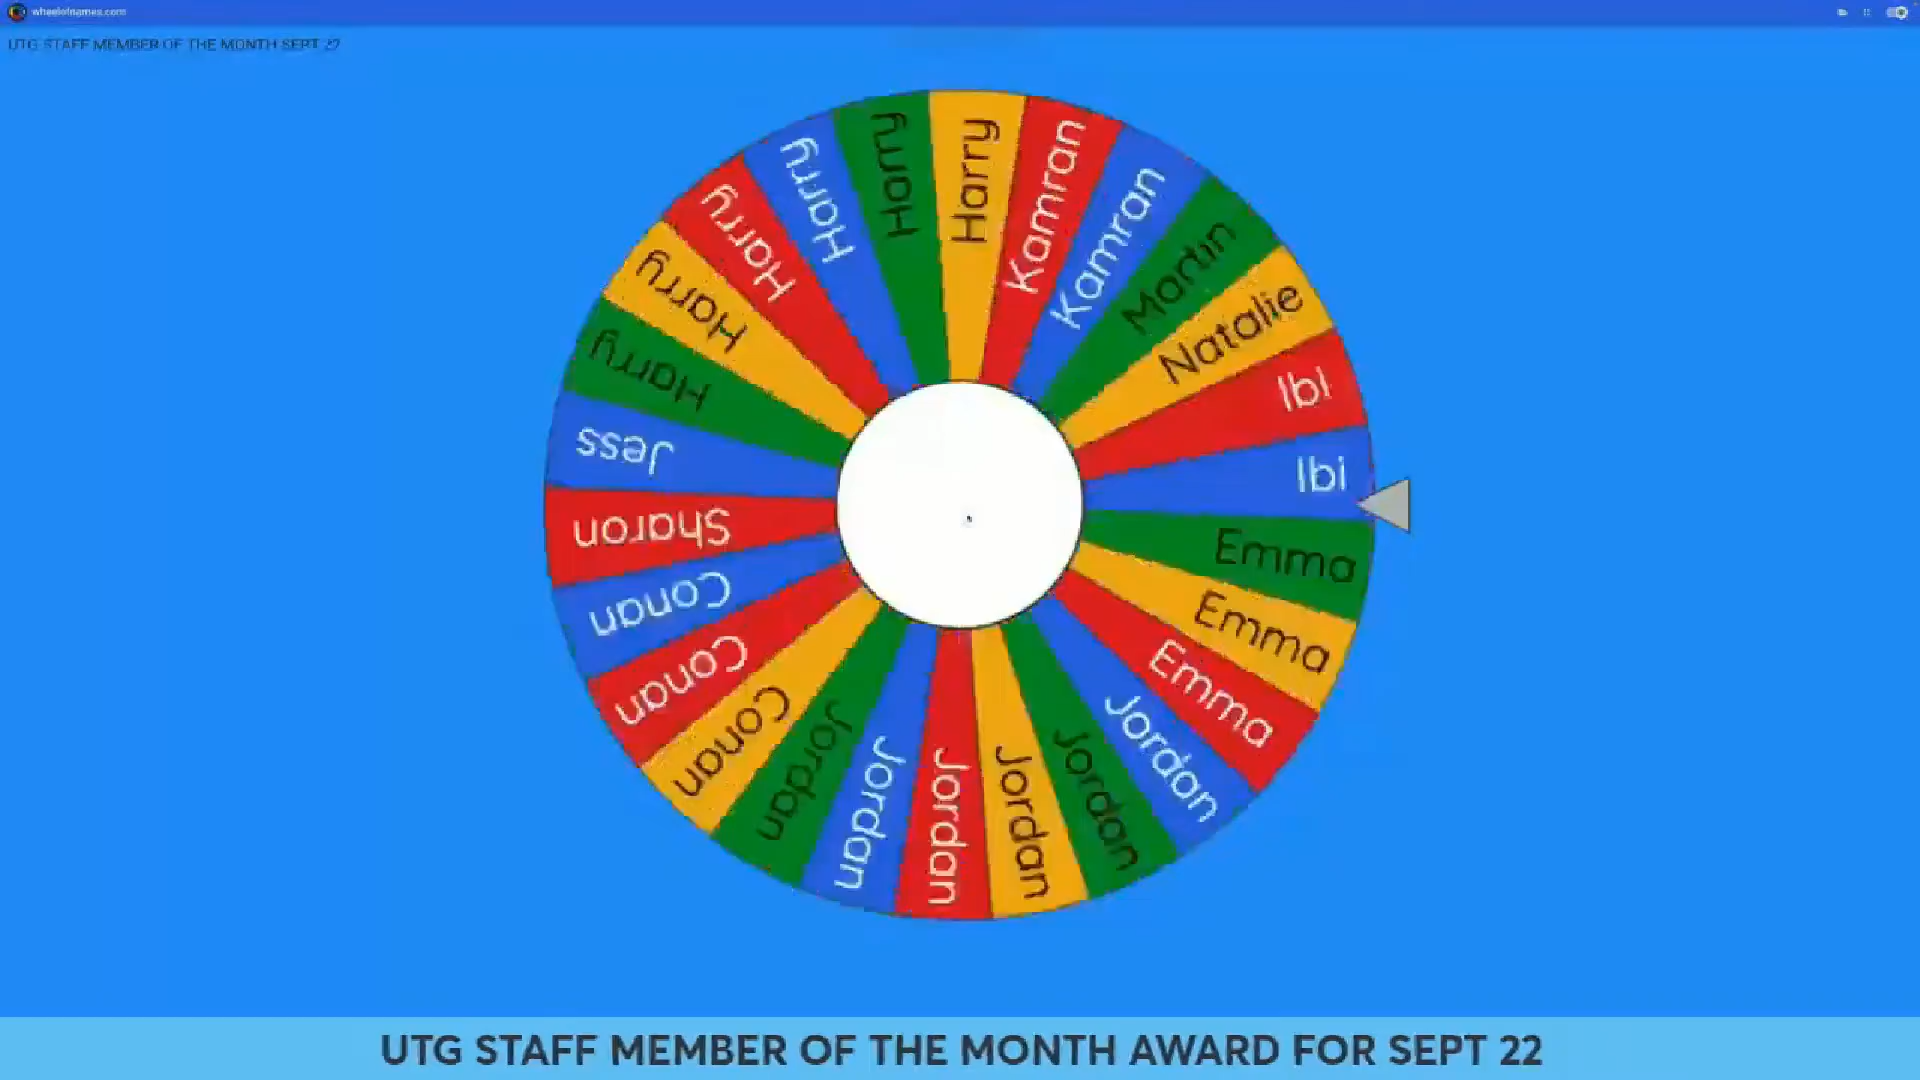 wheelofnames.com
UTG STAFF MEMBER OF THE MONTH SEPT 22
Harry
Kamran
Kamran
Martin
Natalie
Ibi
Ibi
Emma
Emma
Emma
Jordan
Jordan
Jordan
Jordan
Jordan
Jordan
Conan
Conan
Conan
Sharon
Jess
Harry
Harry
Harry
Harry
Harry
UTG STAFF MEMBER OF THE MONTH AWARD FOR SEPT 22